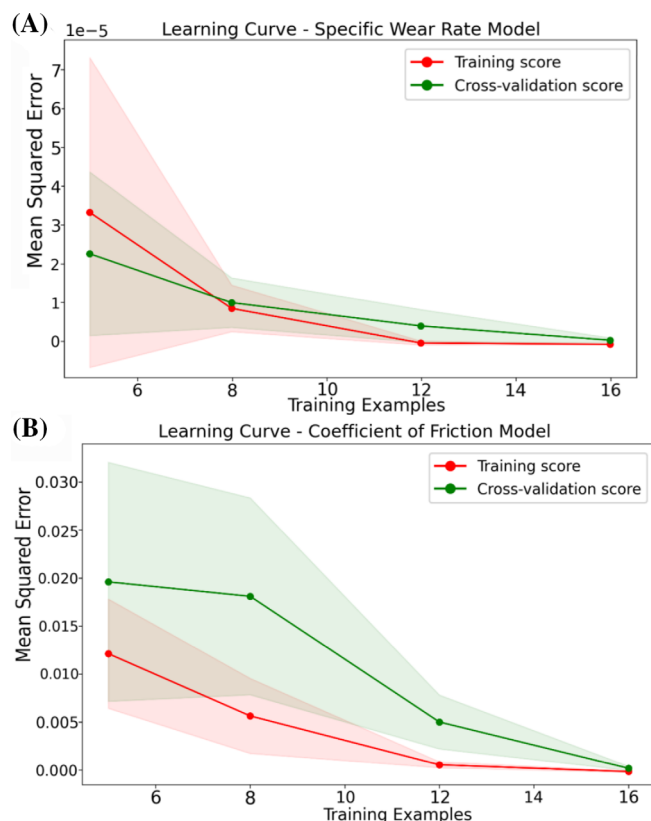 (A)
Learning Curve - Specific Wear Rate Model
1e-5
Training score
Cross-validation score
7
6
5
4
3
2
1
0
Mean Squared Error
6 8 10 12 14 16
Training Examples
(B)
Learning Curve - Coefficient of Friction Model
Training score
Cross-validation score
0.030
0.025
0.020
0.015
0.010
0.005
0.000
Mean Squared Error
6 8 10 12 14 16
Training Examples